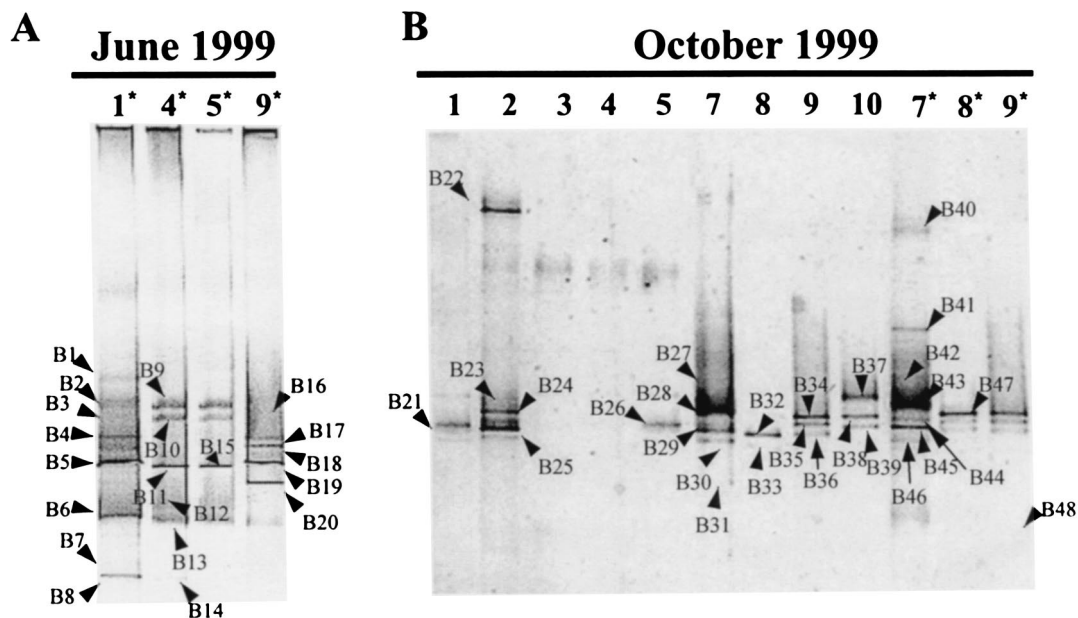 A
June 1999
1* 4* 5* 9*
B1
B2
B3
B4
B5
B6
B7
B8
B9
B10
B11
B12
B13
B14
B15
B16
B17
B18
B19
B20
B
October 1999
1 2 3 4 5 7 8 9 10 7* 8* 9*
B21
B22
B23
B24
B25
B26
B27
B28
B29
B30
B31
B32
B33
B34
B35
B36
B37
B38
B39
B40
B41
B42
B43
B44
B45
B46
B47
B48